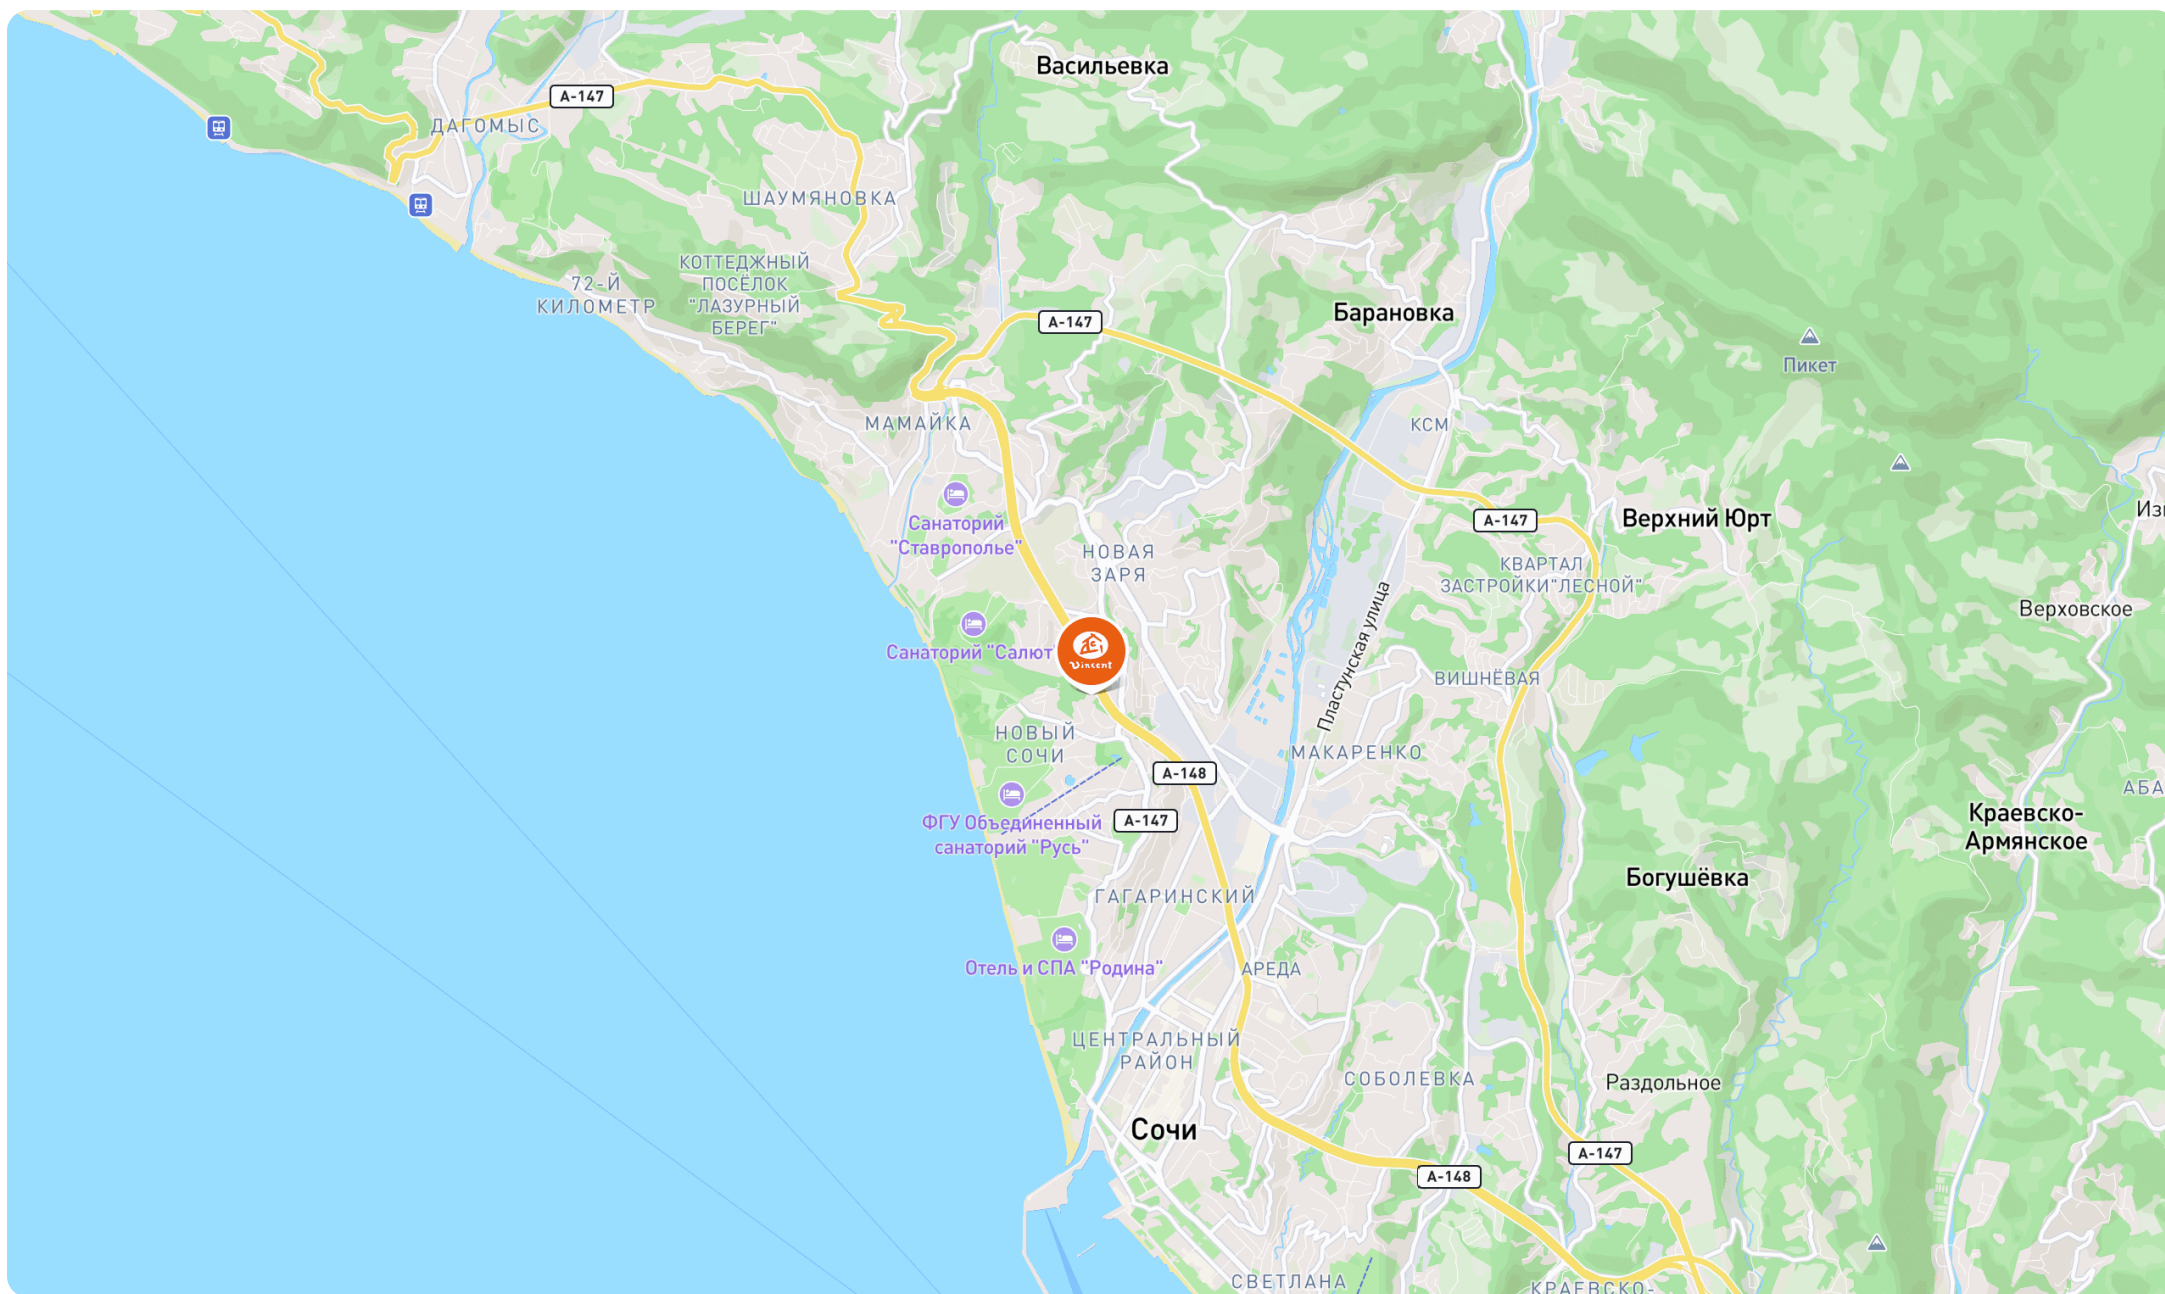 Васильевка
А-147
ДАГОМЫС
ШАУМЯНОВКА
КОТТЕДЖНЫЙ
ПОСЁЛОК
"ЛАЗУРНЫЙ
БЕРЕГ"
72-Й
КИЛОМЕТР
Барановка
А-147
Пикет
МАМАЙКА
КСМ
Санаторий
"Ставрополье"
А-147
Верхний Юрт
Из
НОВАЯ
ЗАРЯ
КВАРТАЛ
ЗАСТРОЙКИ"ЛЕСНОЙ"
Верховское
Пластунская улица
Санаторий "Салют
Vincent
ВИШНЁВАЯ
НОВЫЙ
СОЧИ
МАКАРЕНКО
А-148
АБА
ФГУ Объединенный
санаторий "Русь"
А-147
Краевско-
Армянское
Богушёвка
ГАГАРИНСКИЙ
Отель и СПА "Родина"
АРЕДА
ЦЕНТРАЛЬНЫЙ
РАЙОН
СОБОЛЕВКА
Раздольное
Сочи
А-147
А-148
СВЕТЛАНА
КРАЕВСКО-